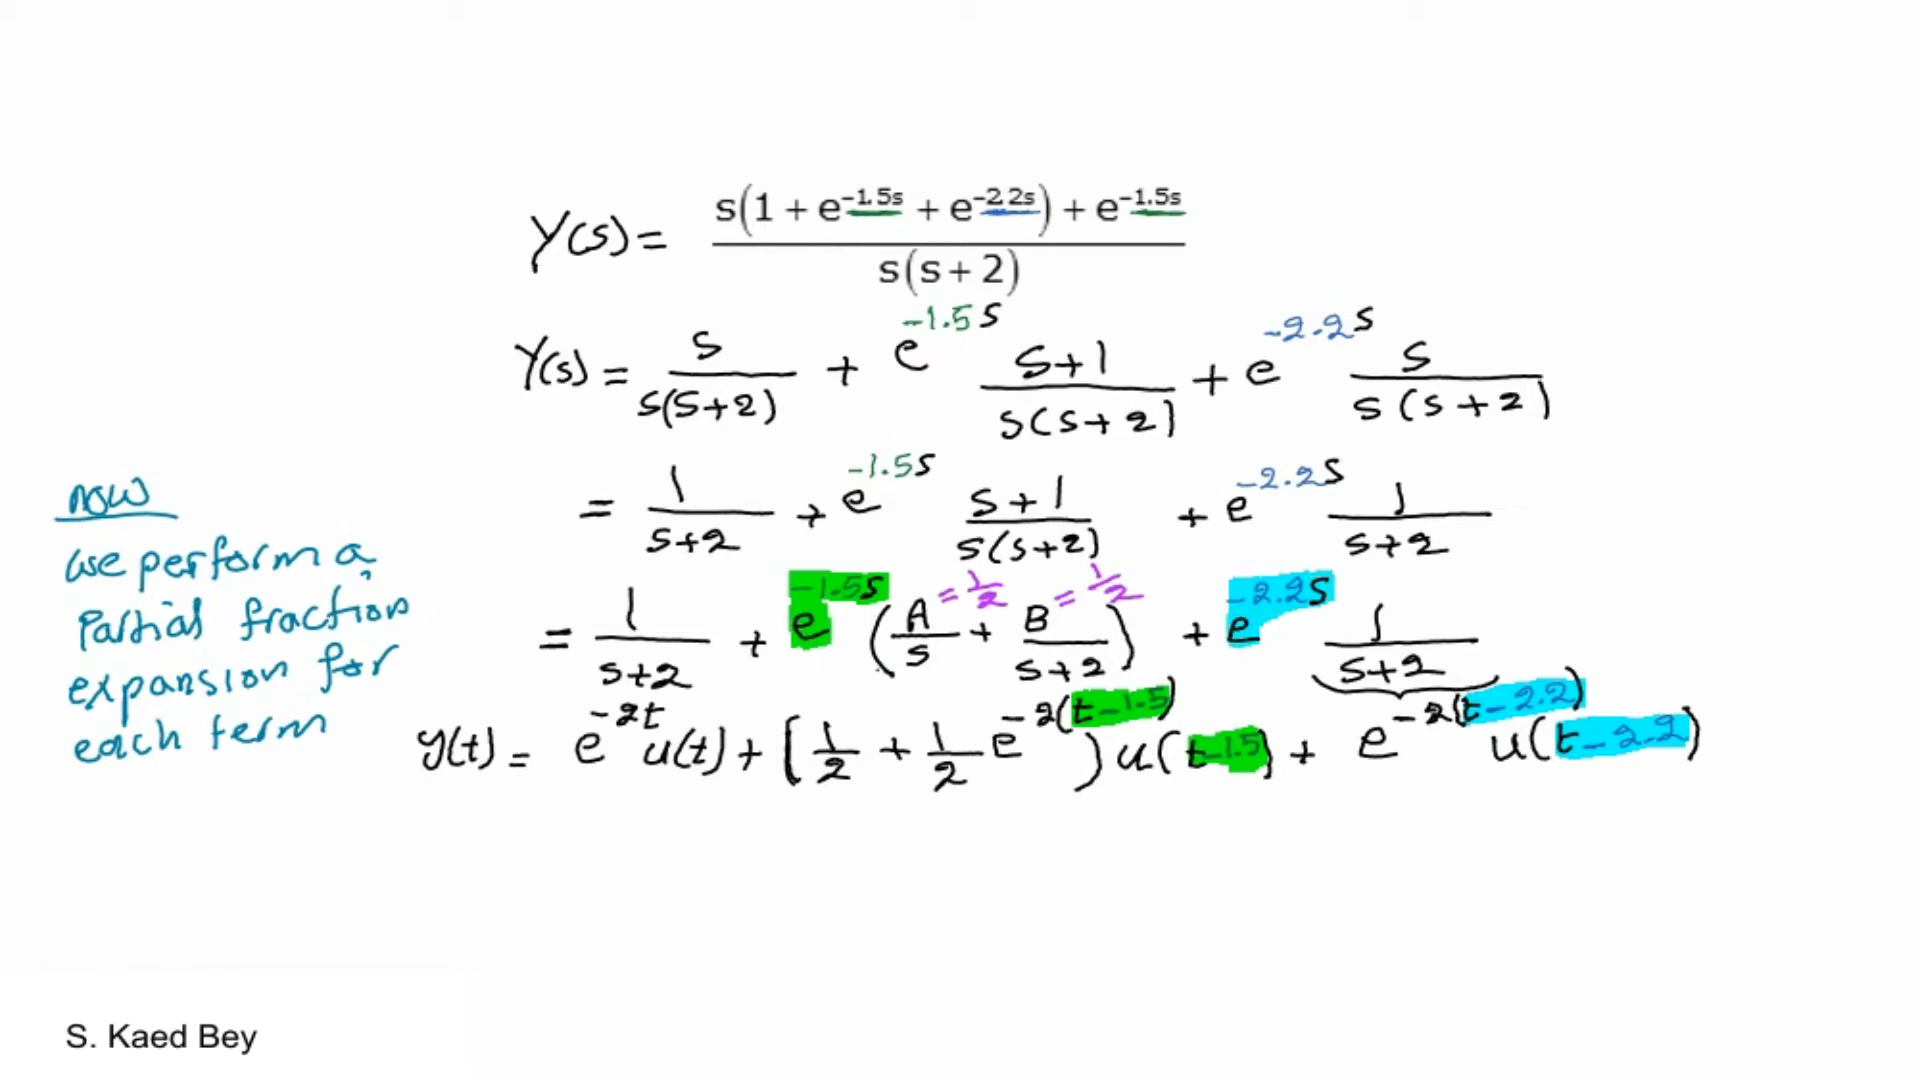 Y(s) = s(1 + e^-1.5s + e^-2.2s) + e^-1.5s / s(s + 2)
Y(s) = s / s(s+2) + e^-1.5s s+1 / s(s+2) + e^-2.2s s / s(s+2)
= 1 / s+2 + e^-1.5s s+1 / s(s+2) + e^-2.2s 1 / s+2
= 1 / s+2 + e^-1.5s (A / s + B / s+2) + e^-2.2s 1 / s+2
= 1/2 = 1/2
y(t) = e^-2t u(t) + [1/2 + 1/2 e^-2(t-1.5)) u(t-1.5) + e^-2(t-2.2) u(t-2.2)
now
we perform a
Partial fraction
expansion for
each term
S. Kaed Bey